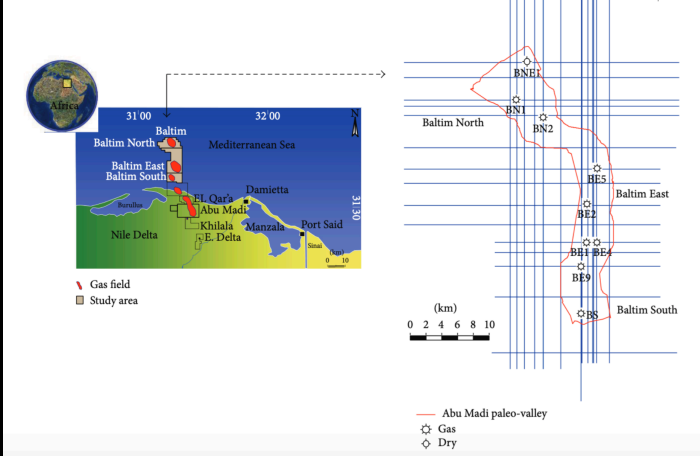 Africa
31°00
32°00
N
Baltim
Baltim North
Mediterranean Sea
Baltim East
Baltim South
EL Qar'a
Damietta
Burullus
Abu Madi
Khilala
Manzala
Port Said
Nile Delta
E. Delta
Sinai
31°30
(km)
0 10
Gas field
Study area
BNE1
BN1
Baltim North
BN2
BE5
Baltim East
BE2
BE1 BE4
BE9
BS
Baltim South
(km)
0 2 4 6 8 10
Abu Madi paleo-valley
Gas
Dry